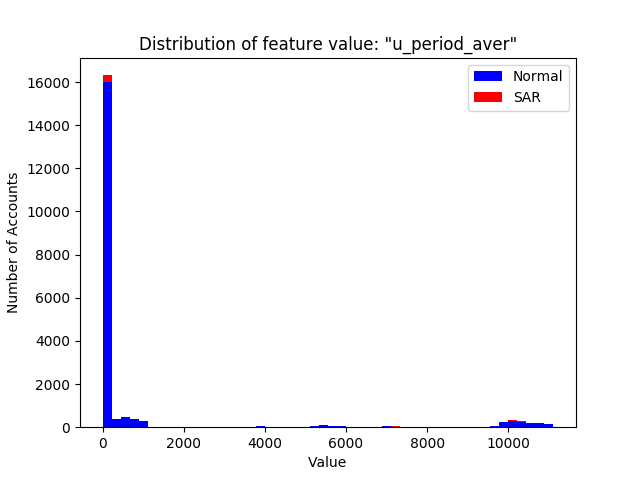 Distribution of feature value: "u_period_aver"
Normal
SAR
16000
14000
12000
10000
8000
6000
4000
2000
0
Number of Accounts
0 2000 4000 6000 8000 10000
Value